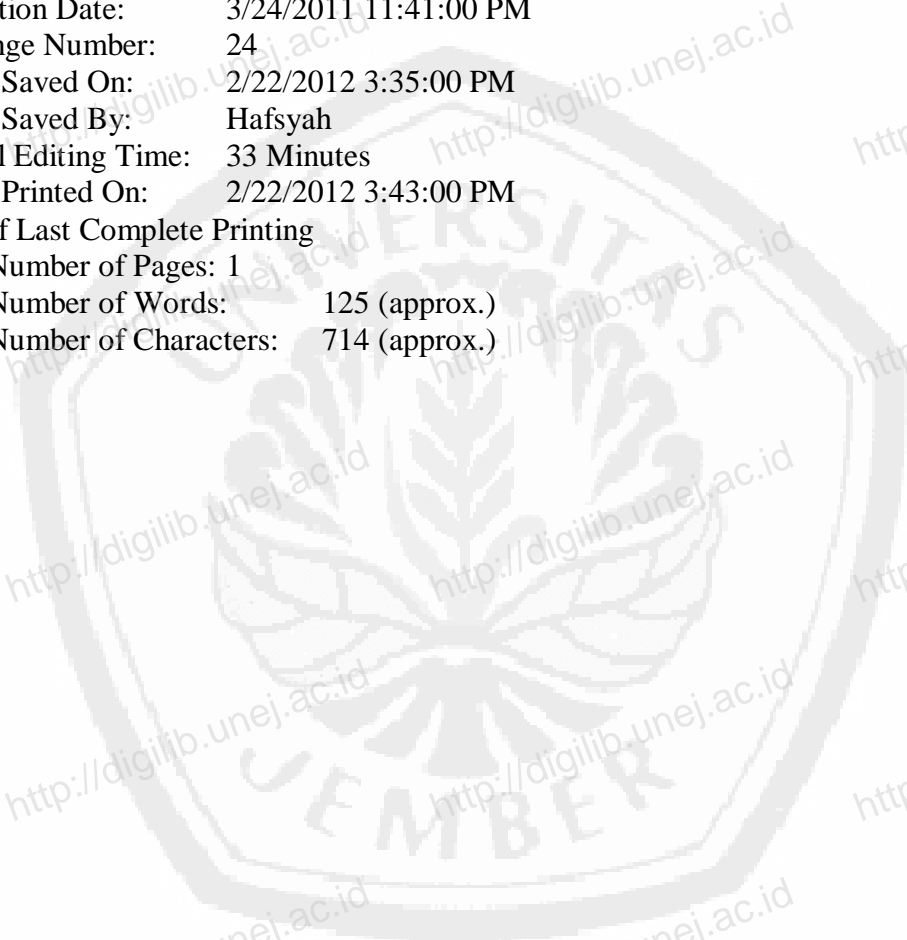 tion Date: 3/24/2011 11:41:00 PM
nge Number: 24
Saved On: 2/22/2012 3:35:00 PM
Saved By: Hafsyah
l Editing Time: 33 Minutes
Printed On: 2/22/2012 3:43:00 PM
f Last Complete Printing
Number of Pages: 1
Number of Words: 125 (approx.)
Number of Characters: 714 (approx.)
UNIVERSITAS
JEMBER
http://digilib.unej.ac.id
http://digilib.unej.ac.id
http://digilib.unej.ac.id
http://digilib.unej.ac.id
http://digilib.unej.ac.id
http://digilib.unej.ac.id
http://digilib.unej.ac.id
http://digilib.unej.ac.id